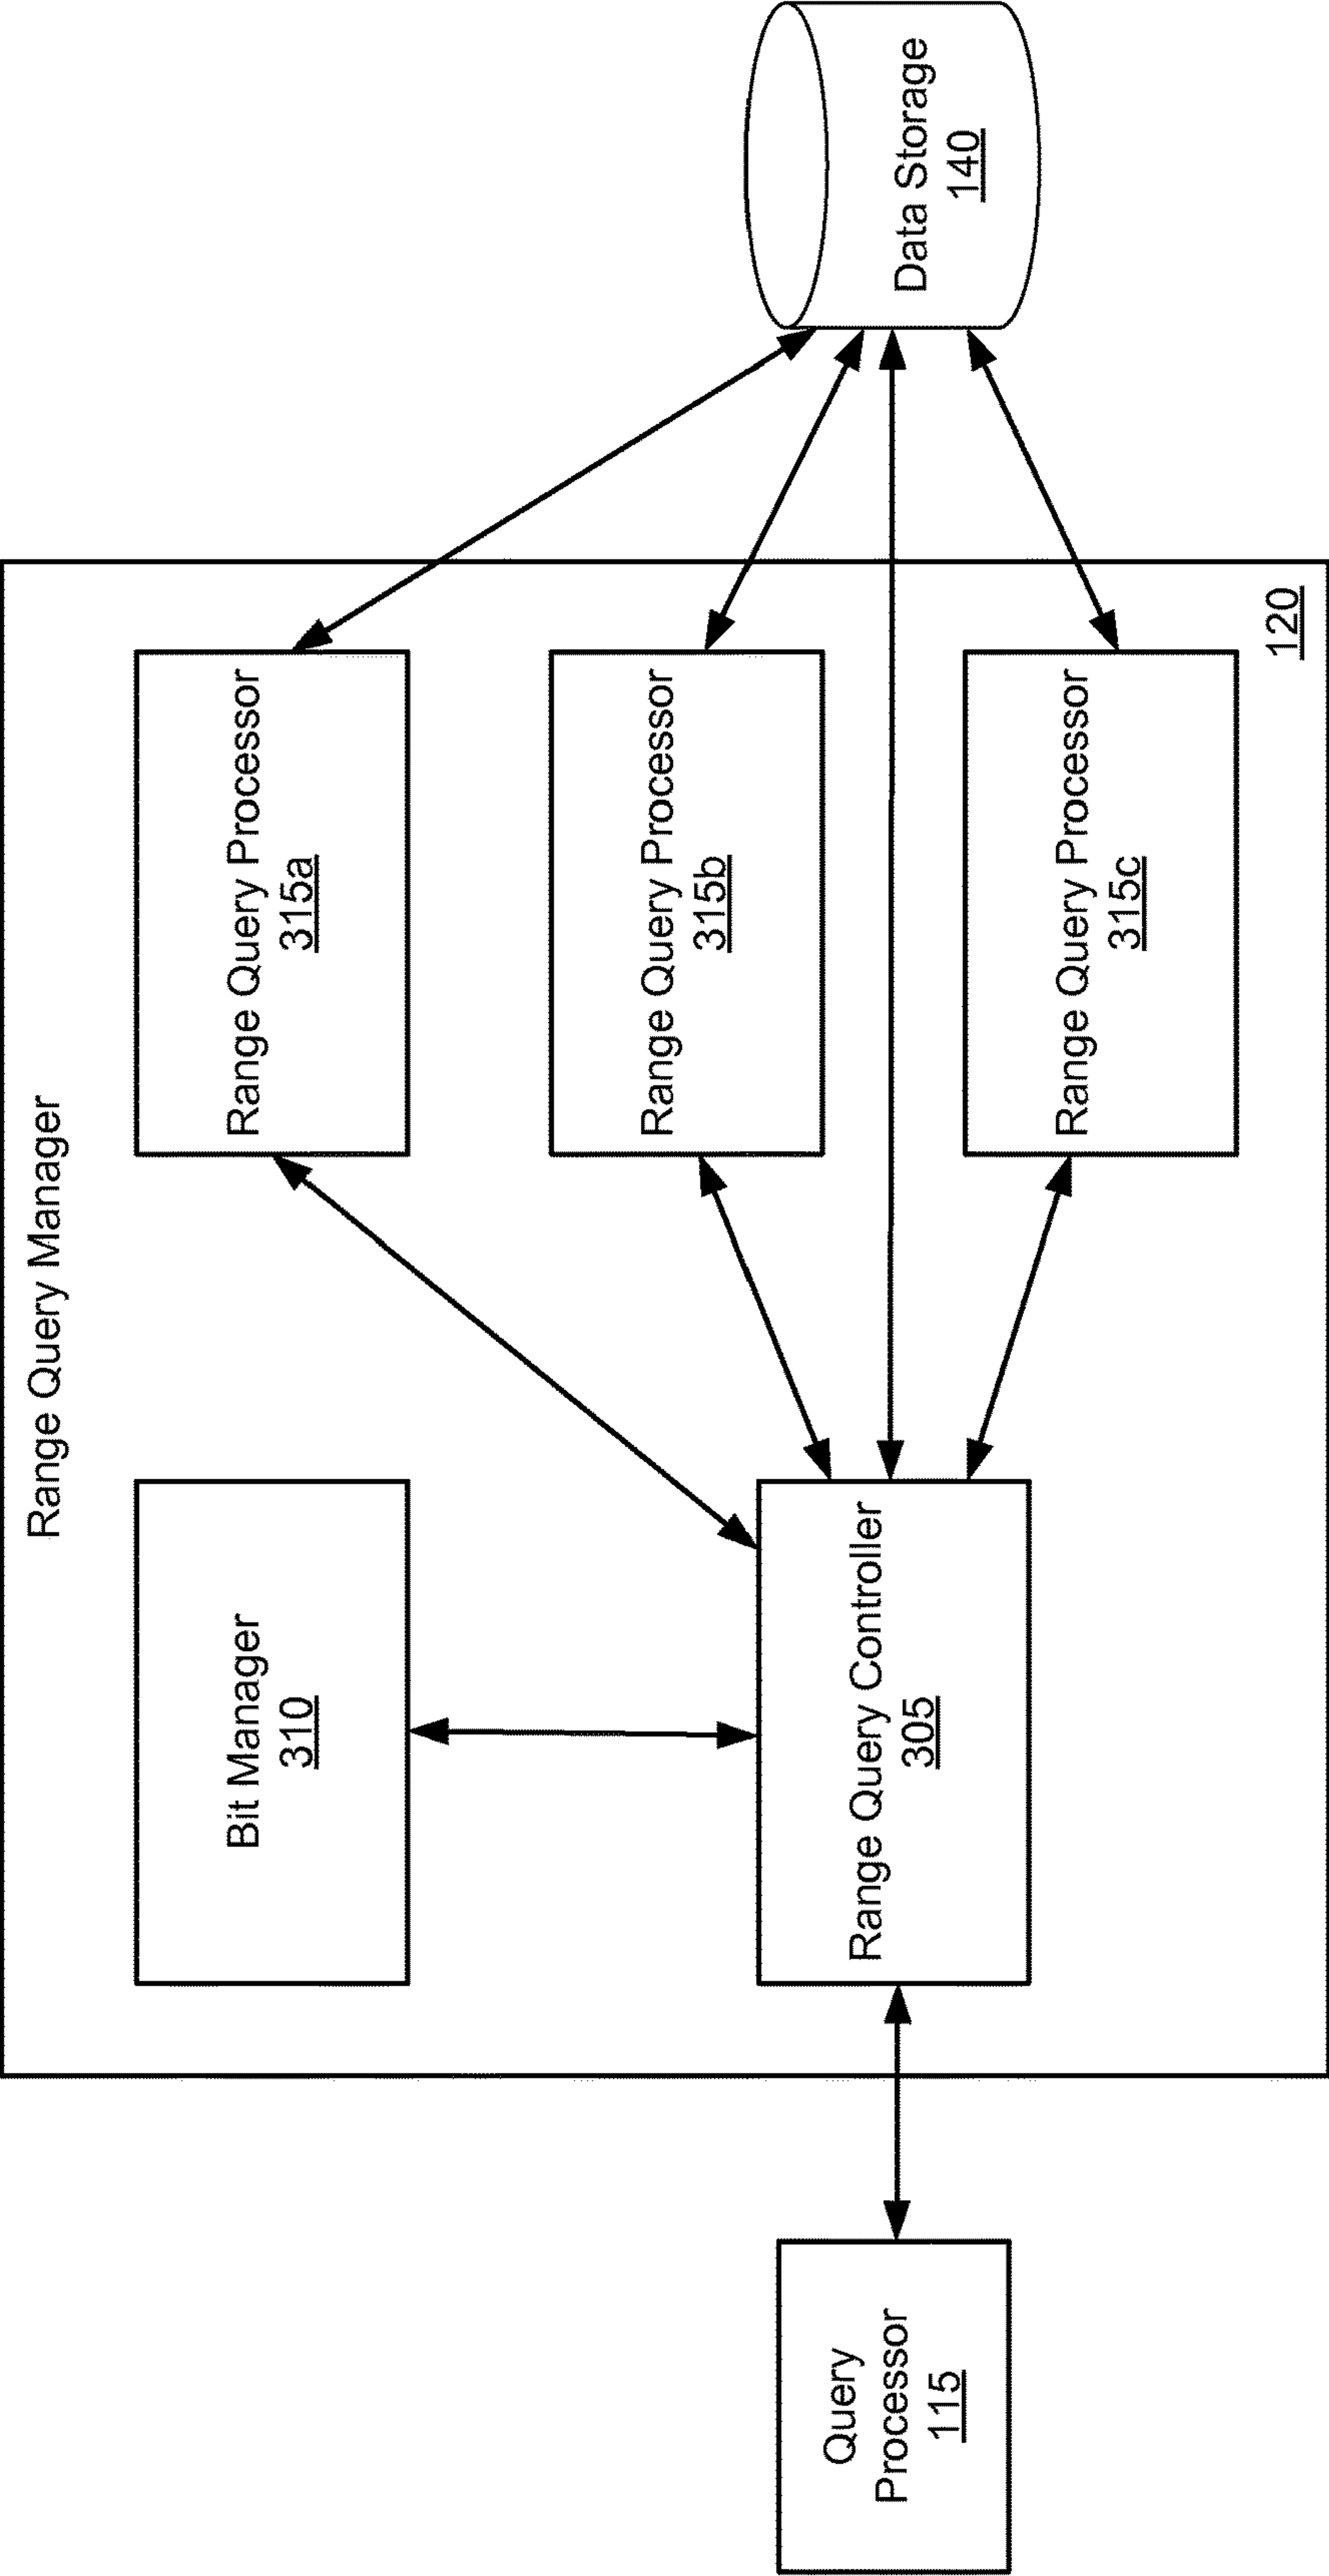 Range Query Manager
Bit Manager
310
Range Query Processor
315a
Range Query Processor
315b
Query
Processor
115
Range Query Controller
305
Data Storage
140
Range Query Processor
315c
120